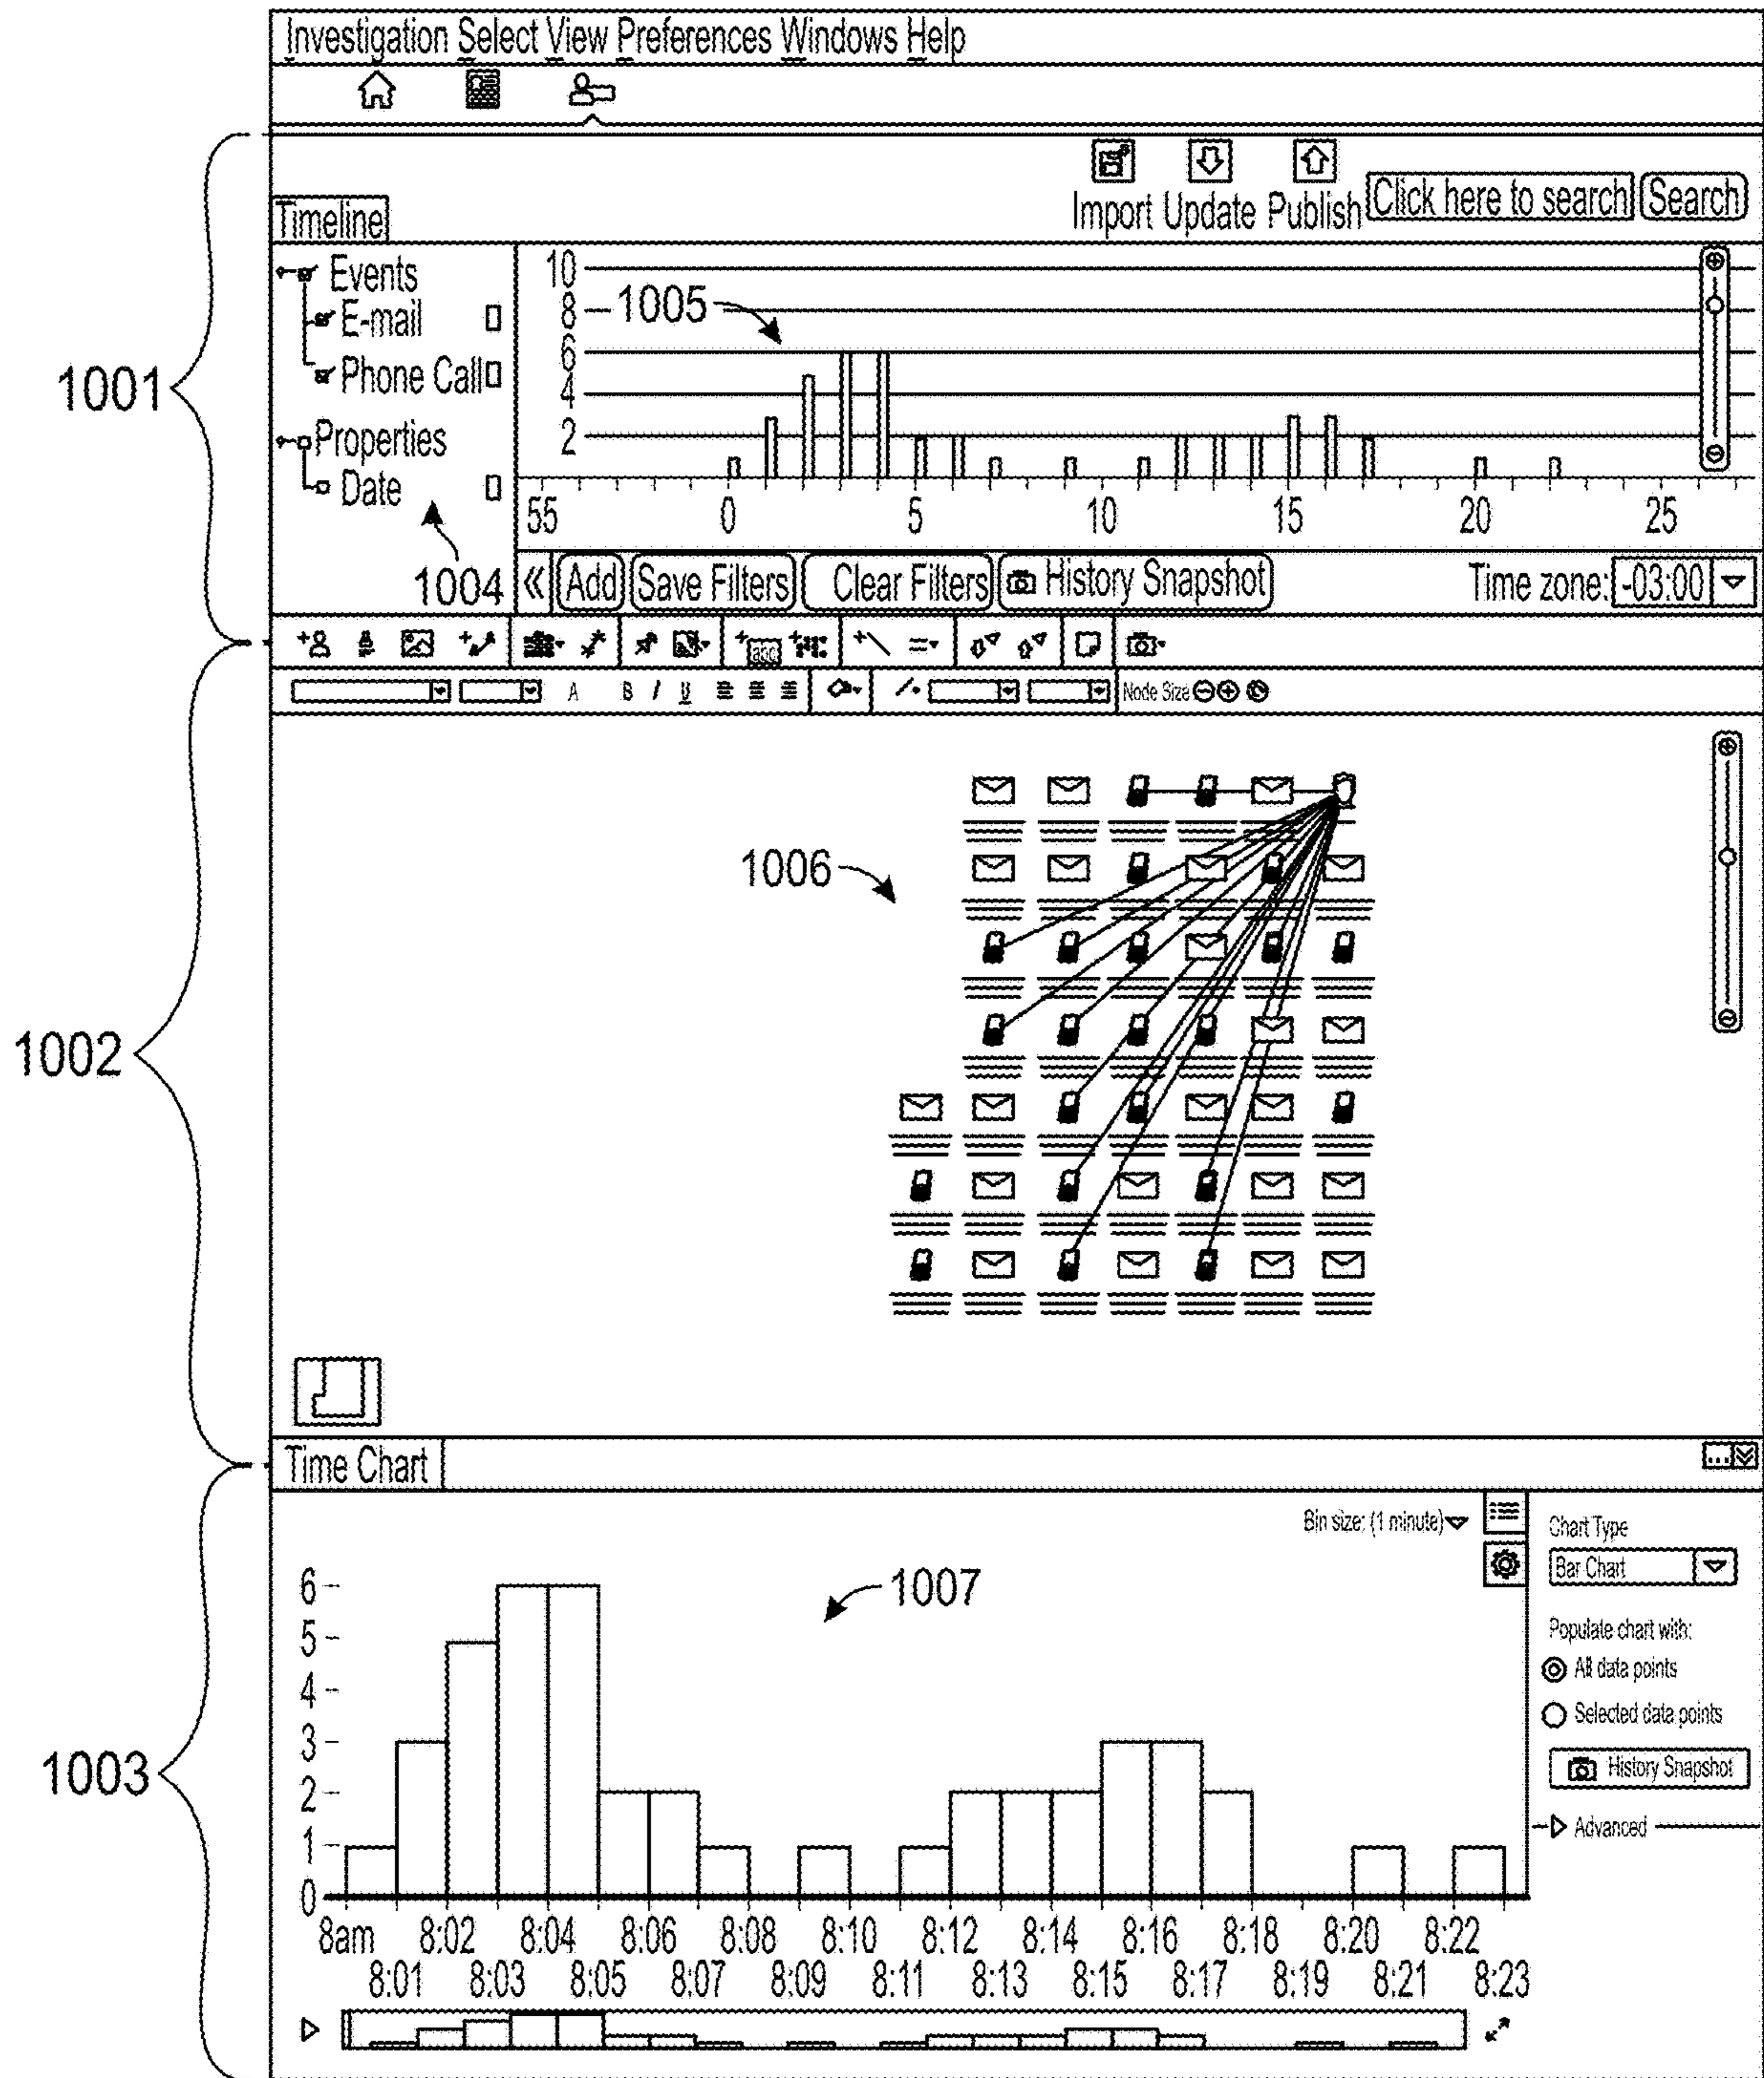 Investigation Select View Preferences Windows Help
Import Update Publish Click here to search Search
Timeline
Events
E-mail
Phone Call
Properties
Date
1004
10
8
6
4
2
1005
55 0 5 10 15 20 25
« Add Save Filters Clear Filters History Snapshot Time zone: -03:00
1001
A B I U Node Size
1006
1002
Time Chart
...
Bin size: (1 minute)
Chart Type
Bar Chart
Populate chart with:
All data points
Selected data points
History Snapshot
Advanced
1007
6
5
4
3
2
1
0
8am 8:02 8:04 8:06 8:08 8:10 8:12 8:14 8:16 8:18 8:20 8:22
8:01 8:03 8:05 8:07 8:09 8:11 8:13 8:15 8:17 8:19 8:21 8:23
1003